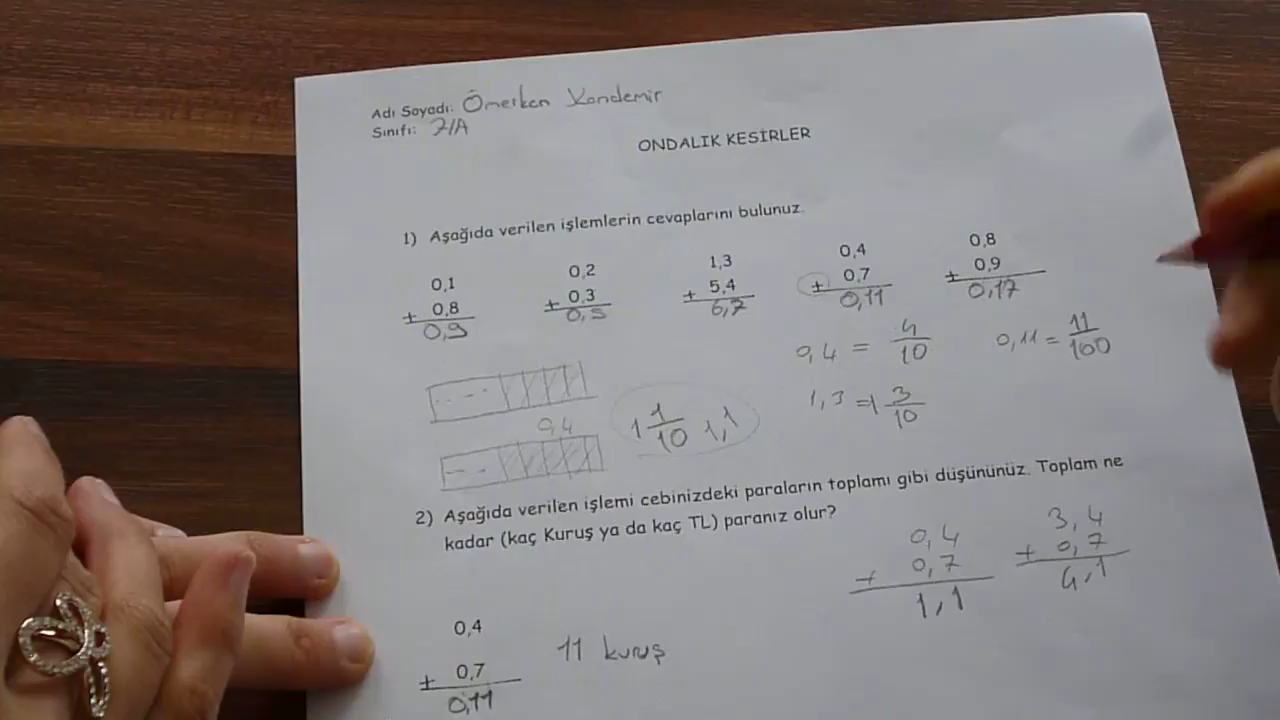 Adı Soyadı: Ömerken Kandemir
Sınıfı: 7/A
ONDALIK KESİRLER
1) Aşağıda verilen işlemlerin cevaplarını bulunuz.
0,1 0,2 1,3 0,4 0,8
+ 0,8 + 0,3 + 5,4 + 0,7 + 0,9
0,9 0,5 6,7 0,11 0,17
0,4 = 4/10 0,11 = 11/100
1,3 = 1 3/10
0,4
1 1/10 1,1
2) Aşağıda verilen işlemi cebinizdeki paraların toplamı gibi düşününüz. Toplam ne
kadar (kaç Kuruş ya da kaç TL) paranız olur?
0,4 3,4
+ 0,7 + 0,7
1,1 4,1
0,4
+ 0,7
0,11
11 kuruş